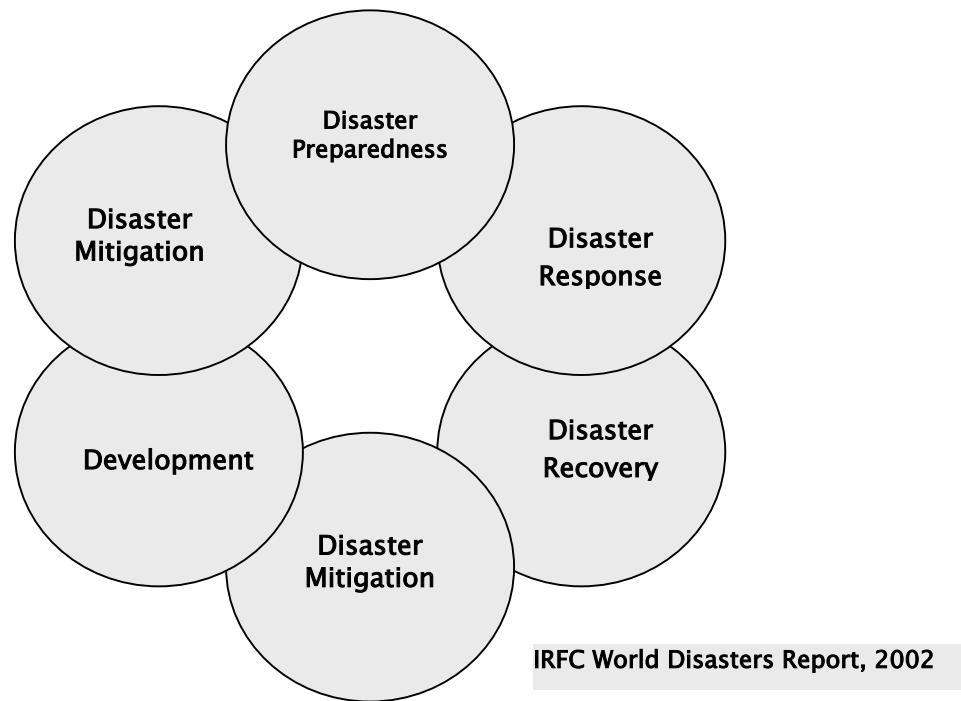 Disaster
Preparedness
Disaster
Mitigation
Disaster
Response
Development
Disaster
Recovery
Disaster
Mitigation
IRFC World Disasters Report, 2002